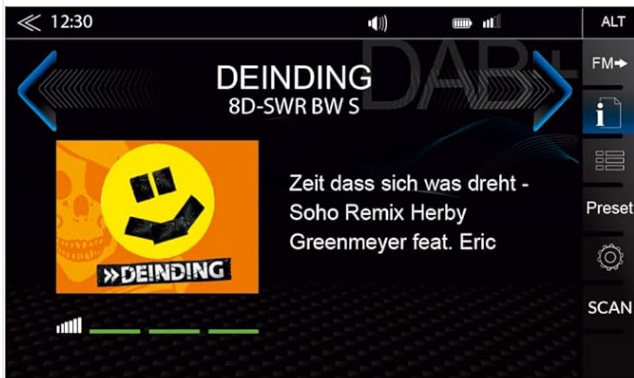 12:30
ALT
DAB+
FM
DEINDING
8D-SWR BW S
i
Zeit dass sich was dreht -
Soho Remix Herby
Greenmeyer feat. Eric
»DEINDING
Preset
SCAN